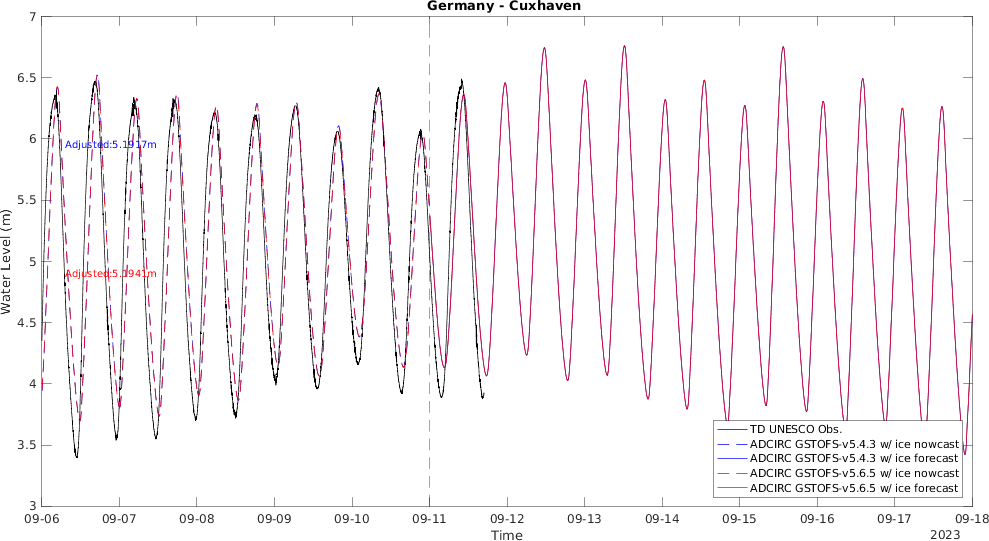 Germany - Cuxhaven
7
6.5
6
5.5
5
4.5
4
3.5
3
Water Level (m)
Adjusted:5.1917m
Adjusted:5.1941m
TD UNESCO Obs.
ADCIRC GSTOFS-v5.4.3 w/ ice nowcast
ADCIRC GSTOFS-v5.4.3 w/ ice forecast
ADCIRC GSTOFS-v5.6.5 w/ ice nowcast
ADCIRC GSTOFS-v5.6.5 w/ ice forecast
09-06 09-07 09-08 09-09 09-10 09-11 09-12 09-13 09-14 09-15 09-16 09-17 09-18
Time
2023